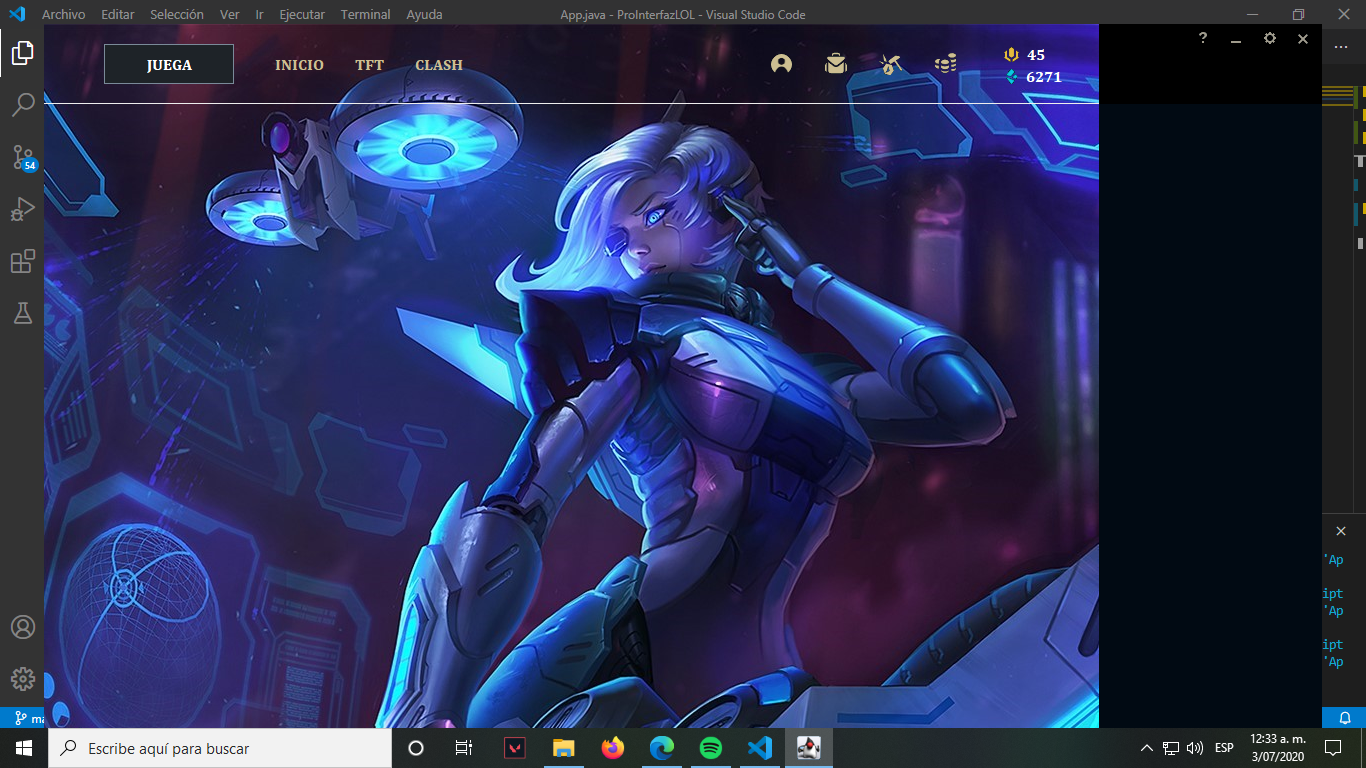 Archivo Editar Selección Ver Ir Ejecutar Terminal Ayuda App.java - ProInterfazLOL - Visual Studio Code
JUEGA INICIO TFT CLASH
45
6271
?
54
'Ap
ipt
'Ap
ipt
'Ap
ma
Escribe aquí para buscar
ESP
12:33 a. m.
3/07/2020